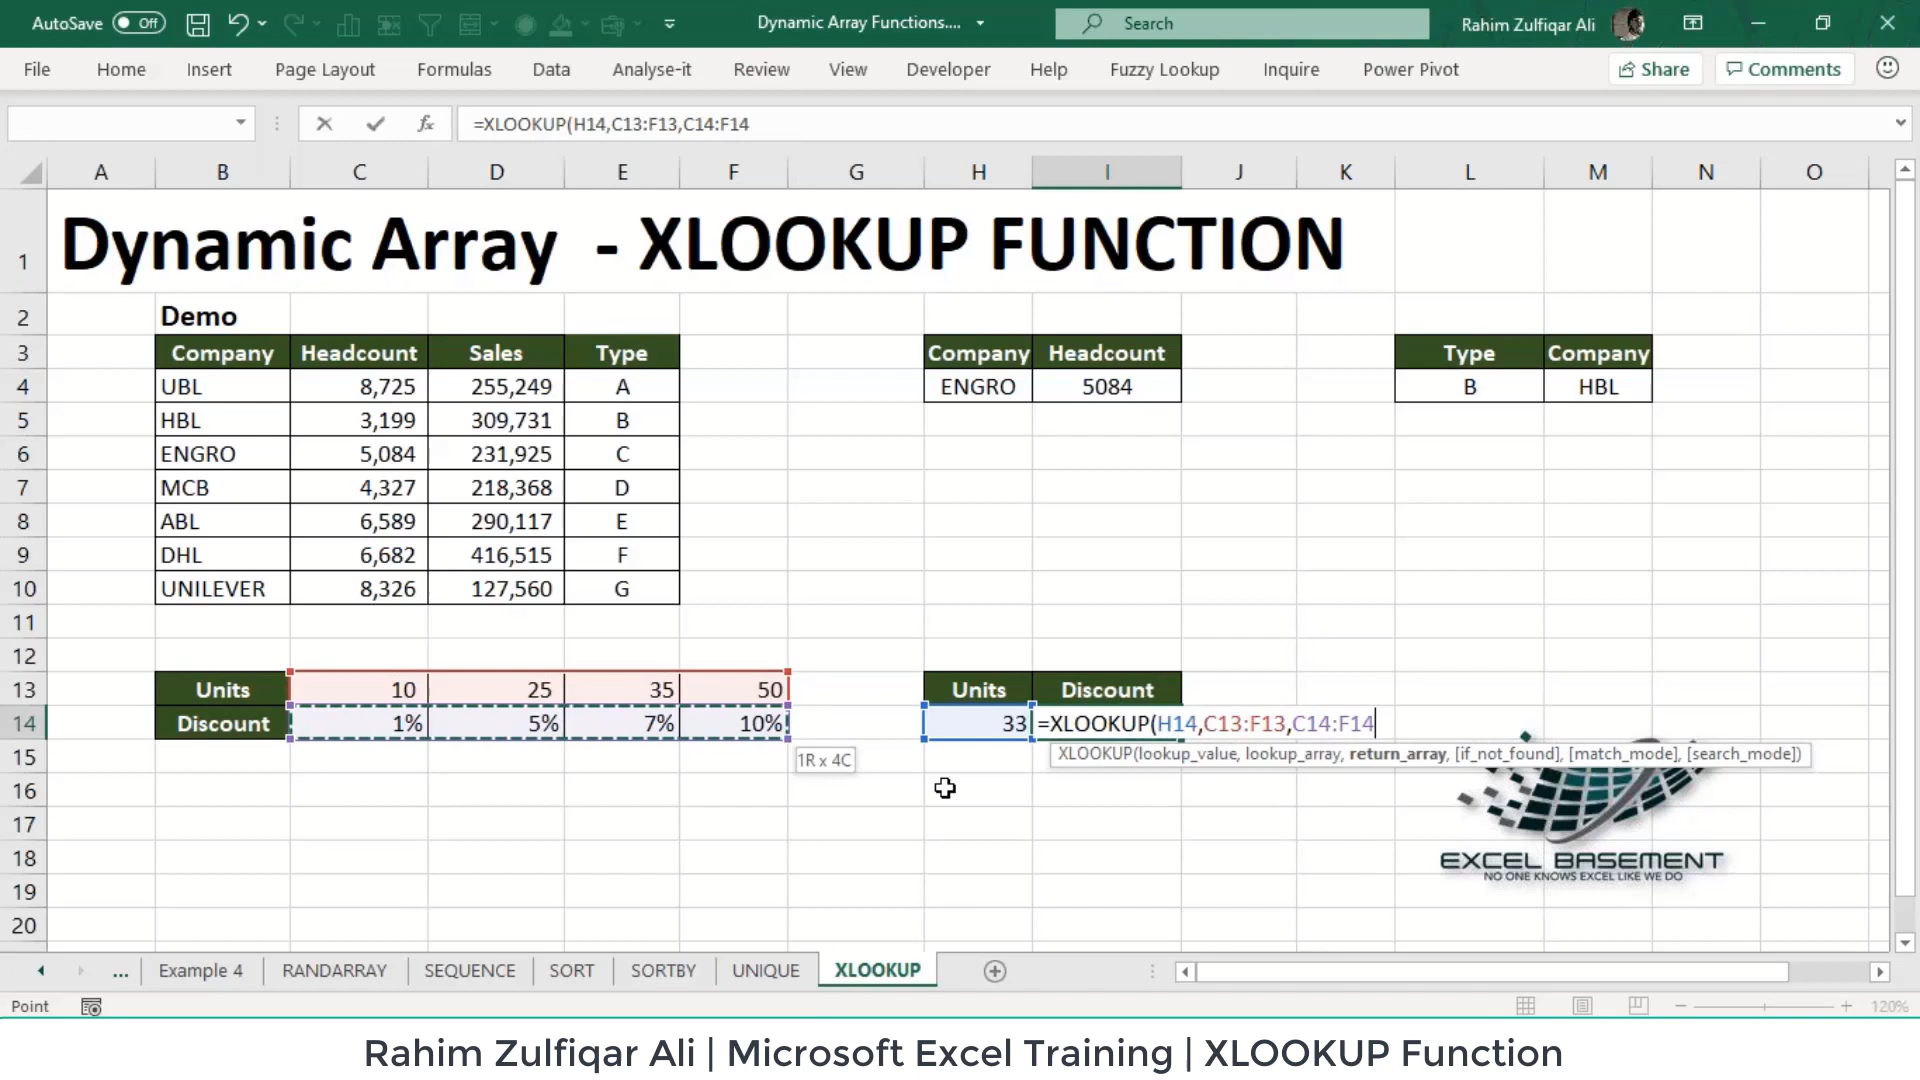 AutoSave Off Dynamic Array Functions.... Search Rahim Zulfiqar Ali
File Home Insert Page Layout Formulas Data Analyse-it Review View Developer Help Fuzzy Lookup Inquire Power Pivot Share Comments
fx =XLOOKUP(H14,C13:F13,C14:F14
A B C D E F G H I J K L M N O
1 Dynamic Array - XLOOKUP FUNCTION
2 Demo
3 Company Headcount Sales Type Company Headcount Type Company
4 UBL 8,725 255,249 A ENGRO 5084 B HBL
5 HBL 3,199 309,731 B
6 ENGRO 5,084 231,925 C
7 MCB 4,327 218,368 D
8 ABL 6,589 290,117 E
9 DHL 6,682 416,515 F
10 UNILEVER 8,326 127,560 G
11
12
13 Units 10 25 35 50 Units Discount
14 Discount 1% 5% 7% 10% 33 =XLOOKUP(H14,C13:F13,C14:F14
15 1R x 4C XLOOKUP(lookup_value, lookup_array, return_array, [if_not_found], [match_mode], [search_mode])
16
17
18 EXCEL BASEMENT
NO ONE KNOWS EXCEL LIKE WE DO
19
20
... Example 4 RANDARRAY SEQUENCE SORT SORTBY UNIQUE XLOOKUP
Point 120%
Rahim Zulfiqar Ali | Microsoft Excel Training | XLOOKUP Function